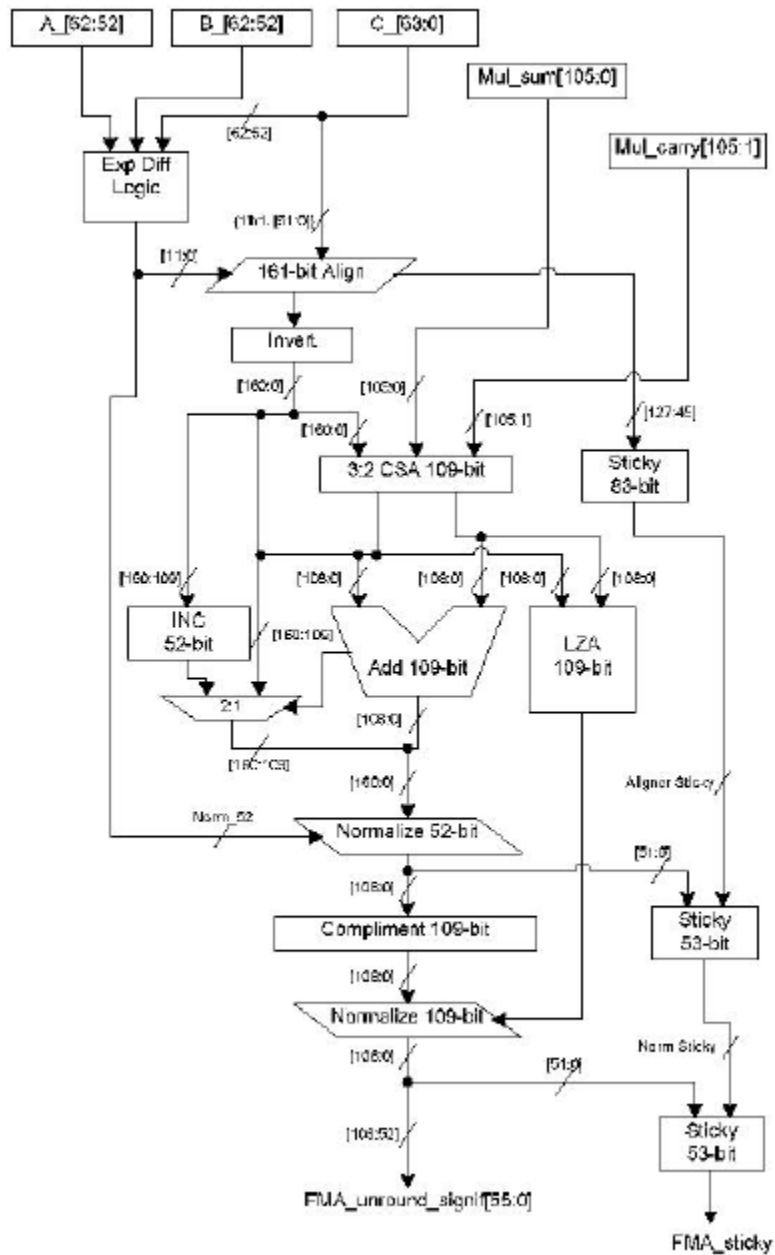 A_[62:52]
B_[62:52]
C_[63:0]
Mul_sum[105:0]
Mul_carry[105:1]
[62:52]
Exp Diff
Logic
[11:0]
161-bit Align
Invert
[160:0]
[160:0]
[105:1]
[127:45]
3:2 CSA 109-bit
Sticky
83-bit
[108:0]
[108:0]
[108:0]
[108:0]
[160:109]
INC
52-bit
[160:109]
Add 109-bit
LZA
109-bit
2:1
[108:0]
[160:109]
[160:0]
Aligner Sticky
Norm_52
Normalize 52-bit
[51:0]
[108:0]
Compliment 109-bit
Sticky
53-bit
[108:0]
Normalize 109-bit
Norm Sticky
[108:0]
[51:0]
Sticky
53-bit
FMA_unround_signif[55:0]
FMA_sticky